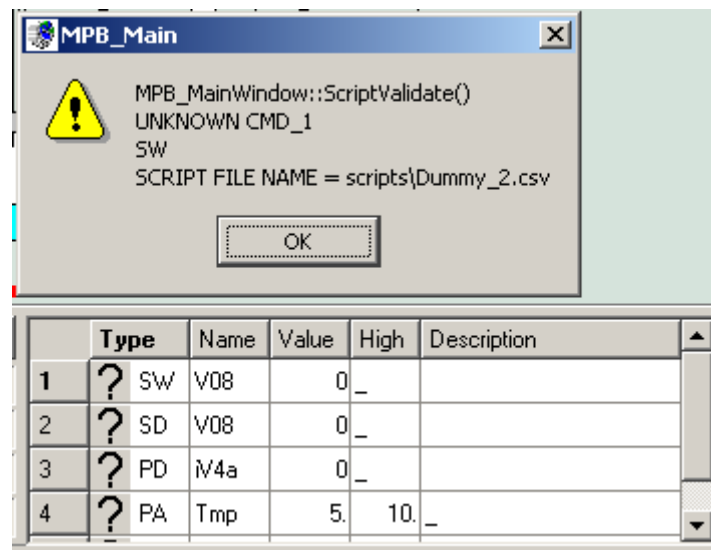 MPB_Main
MPB_MainWindow::ScriptValidate()
UNKNOWN CMD_1
SW
SCRIPT FILE NAME = scripts\Dummy_2.csv
OK
Type Name Value High Description
1 ? SW V08 0 _
2 ? SD V08 0 _
3 ? PD iV4a 0 _
4 ? PA Tmp 5. 10. _